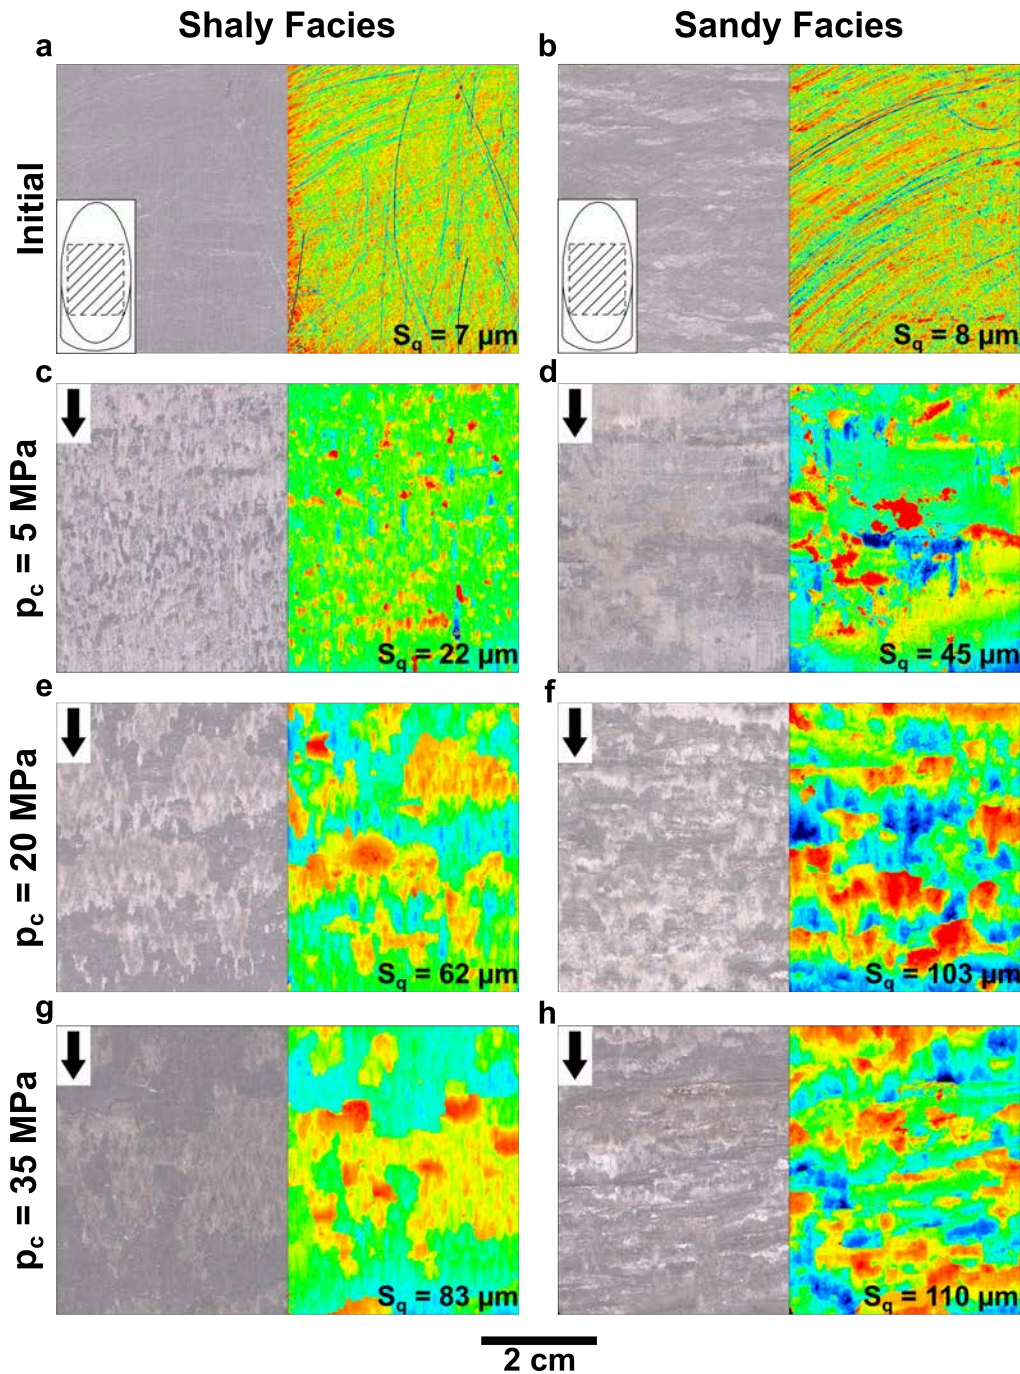 Shaly Facies
Sandy Facies
a
b
Initial
Sq = 7 µm
Sq = 8 µm
c
d
pc = 5 MPa
Sq = 22 µm
Sq = 45 µm
e
f
pc = 20 MPa
Sq = 62 µm
Sq = 103 µm
g
h
pc = 35 MPa
Sq = 83 µm
Sq = 110 µm
2 cm